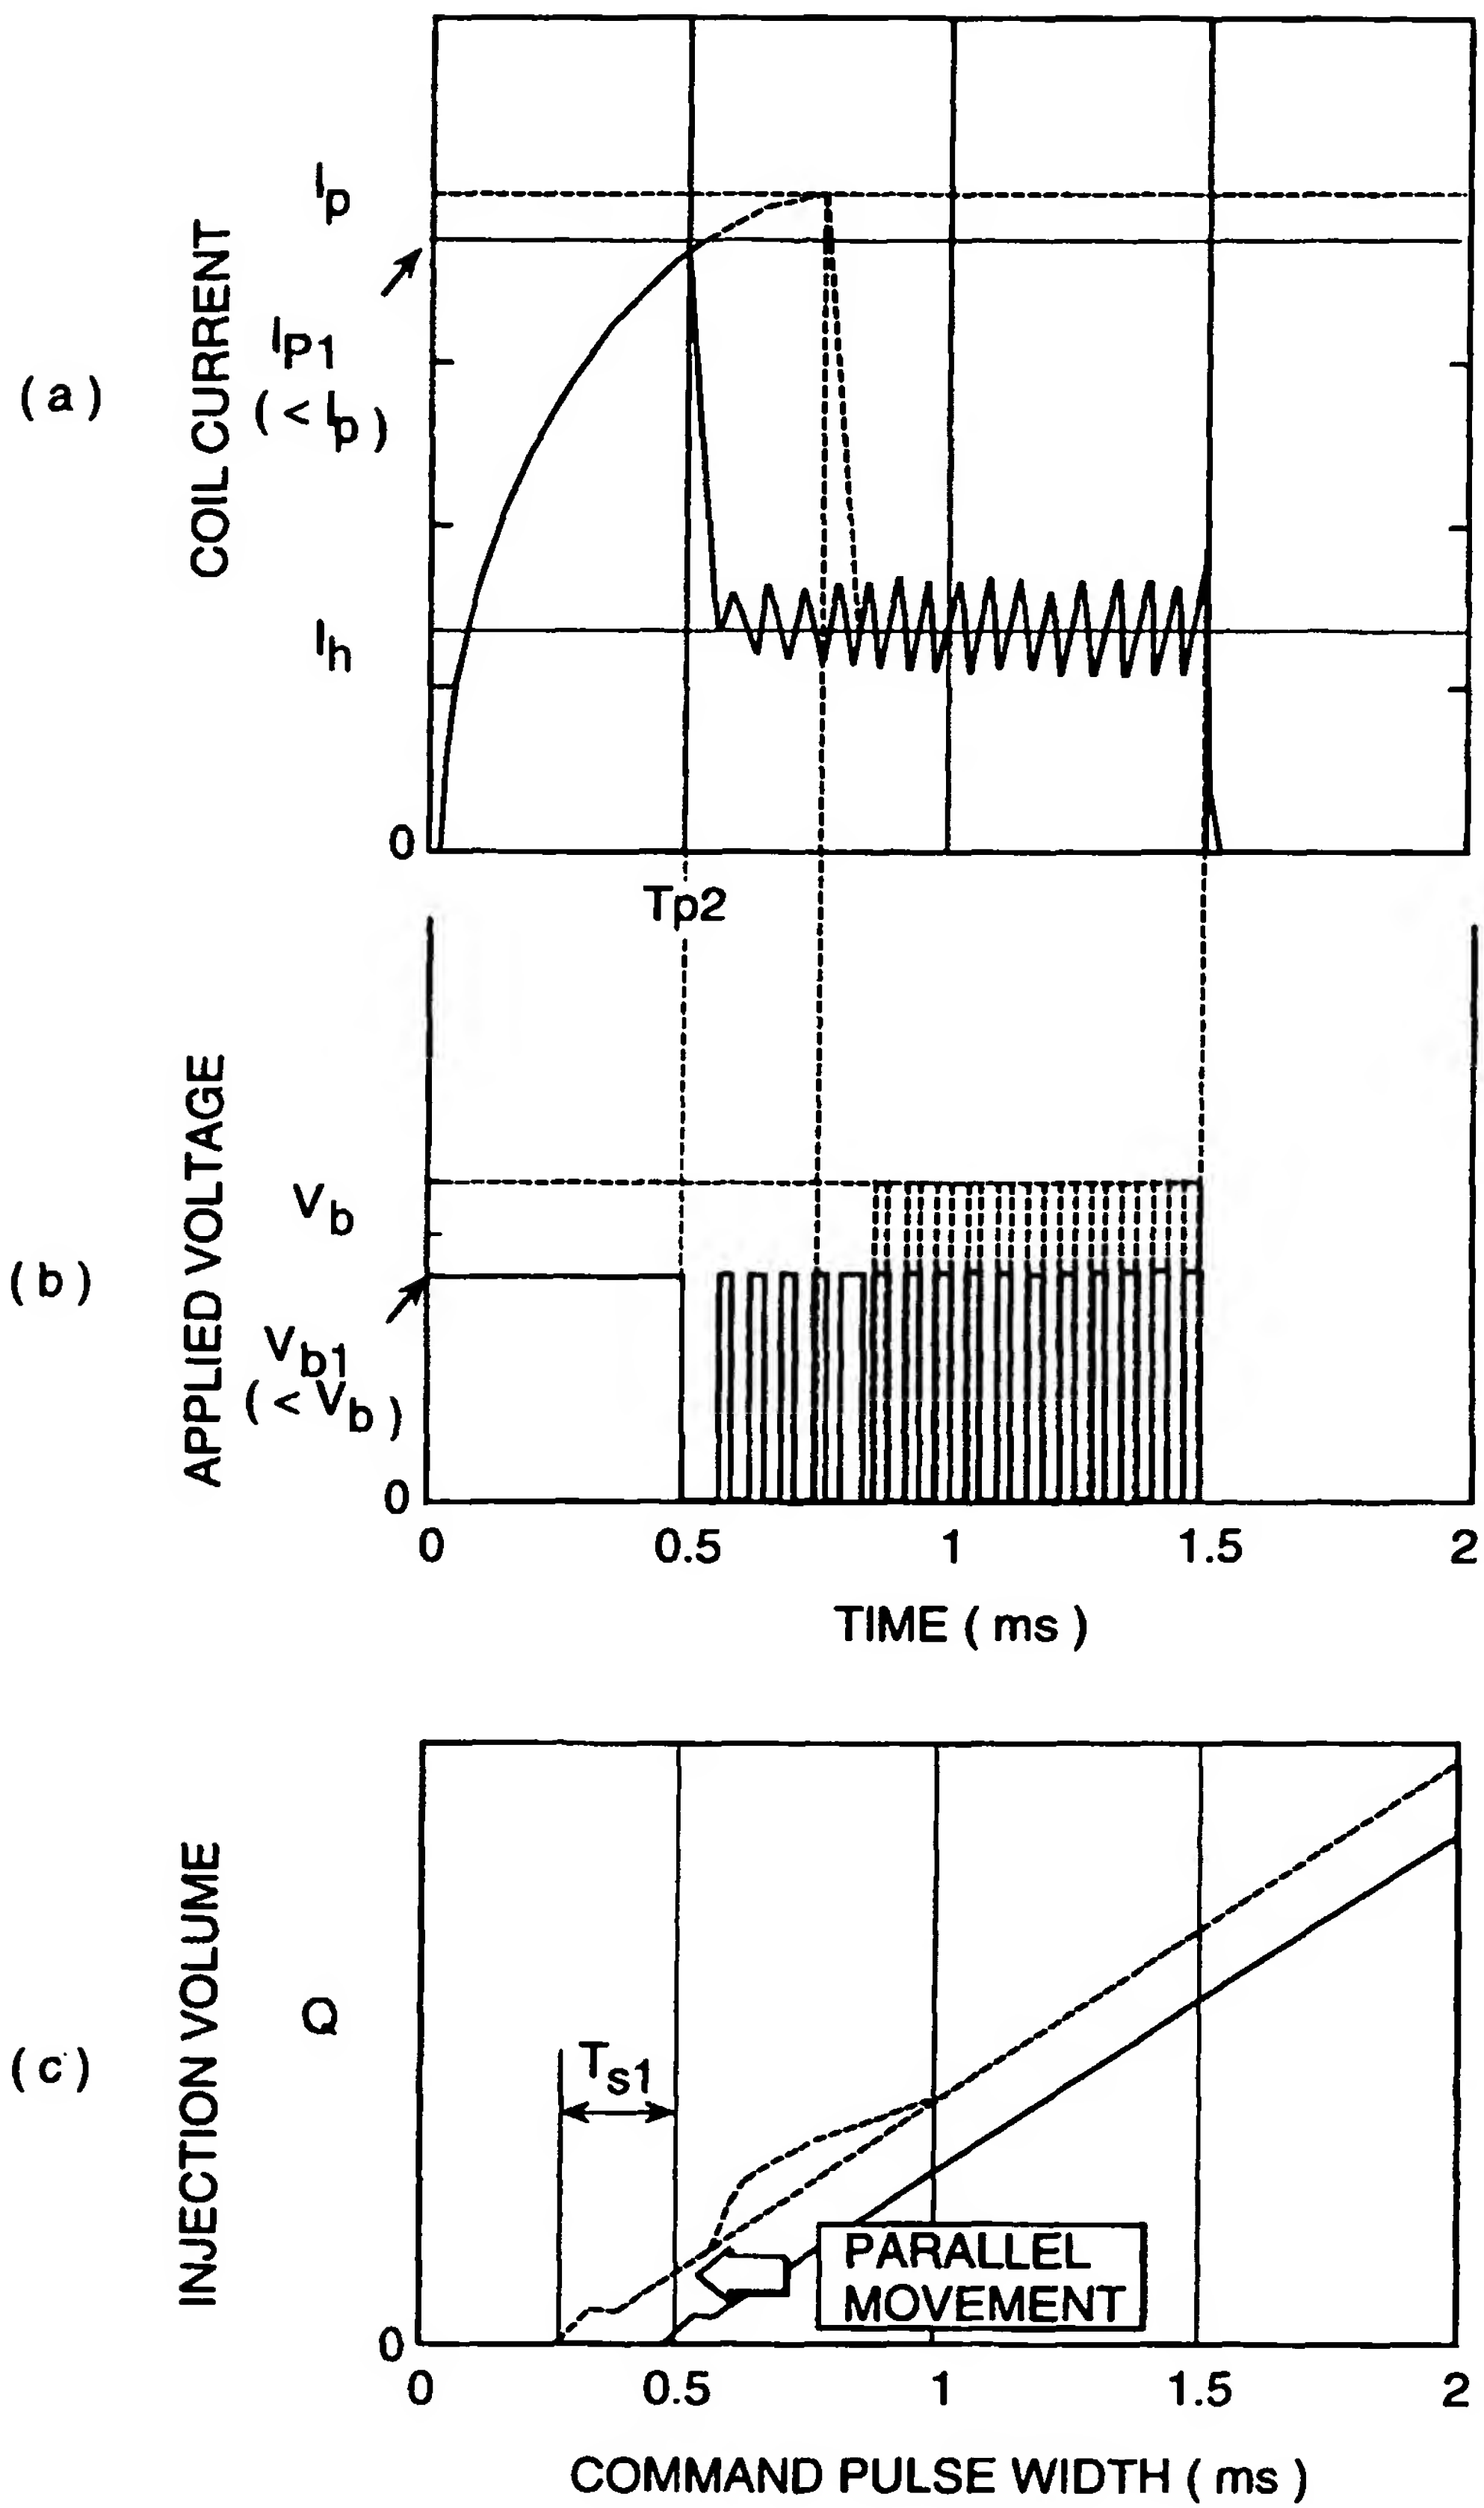 (a)
COIL CURRENT
Ip
IP1
(< Ip)
Ih
0
Tp2
(b)
APPLIED VOLTAGE
Vb
Vb1
(< Vb)
0
0 0.5 1 1.5 2
TIME ( ms )
(c)
INJECTION VOLUME
Q
Ts1
PARALLEL
MOVEMENT
0
0 0.5 1 1.5 2
COMMAND PULSE WIDTH ( ms )